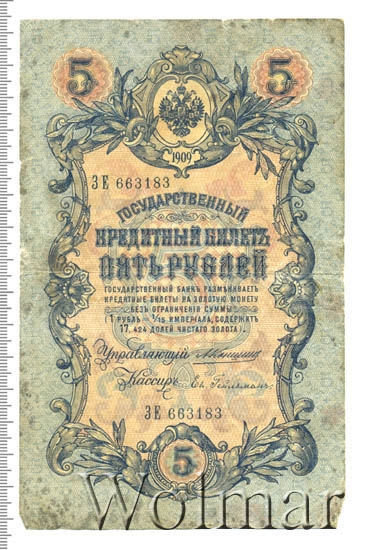 5 5
1909
ЗЕ 663183
ГОСУДАРСТВЕННЫЙ
КРЕДИТНЫЙ БИЛЕТЪ
ПЯТЬ РУБЛЕЙ
ГОСУДАРСТВЕННЫЙ БАНКЪ РАЗМѢНИВАЕТЪ
КРЕДИТНЫЕ БИЛЕТЫ НА ЗОЛОТУЮ МОНЕТУ
БЕЗЪ ОГРАНИЧЕНІЯ СУММЫ
(1 РУБЛЬ = 1/15 ИМПЕРІАЛА, СОДЕРЖИТЪ
17,424 ДОЛЕЙ ЧИСТАГО ЗОЛОТА).
Управляющій
Кассиръ
ЗЕ 663183
5
Wolmar